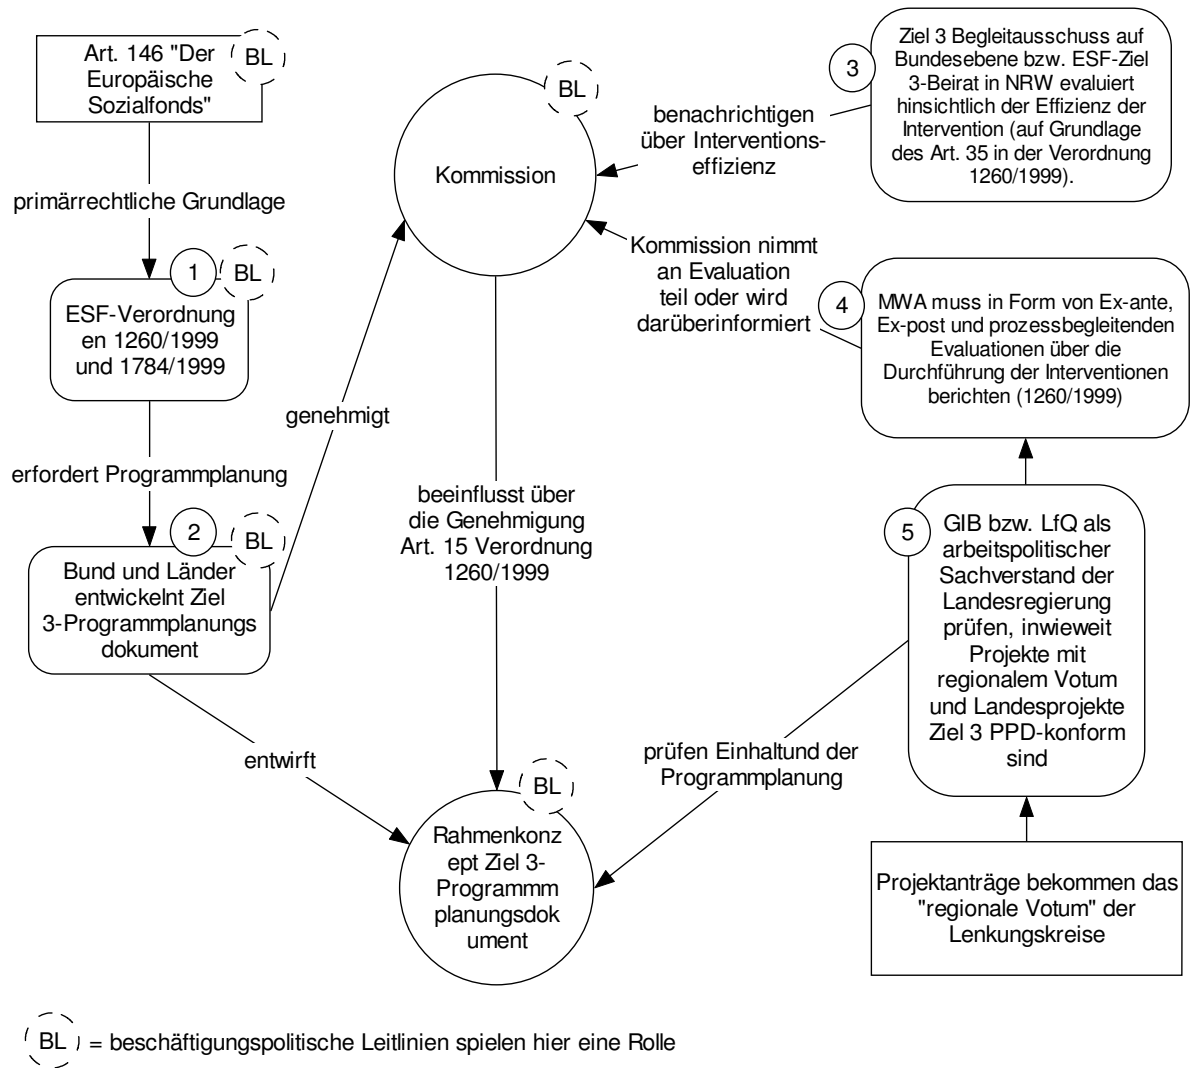 Art. 146 "Der
Europäische
Sozialfonds"
BL
primärrechtliche Grundlage
1
BL
ESF-Verordnung
en 1260/1999
und 1784/1999
erfordert Programmplanung
2
BL
Bund und Länder
entwickelnt Ziel
3-Programmplanungs
dokument
genehmigt
entwirft
BL
Kommission
beeinflusst über
die Genehmigung
Art. 15 Verordnung
1260/1999
BL
Rahmenkonz
ept Ziel 3-
Programmm
planungsdok
ument
benachrichtigen
über Interventions-
effizienz
3
Ziel 3 Begleitausschuss auf
Bundesebene bzw. ESF-Ziel
3-Beirat in NRW evaluiert
hinsichtlich der Effizienz der
Intervention (auf Grundlage
des Art. 35 in der Verordnung
1260/1999).
Kommission nimmt
an Evaluation
teil oder wird
darüberinformiert
4
MWA muss in Form von Ex-ante,
Ex-post und prozessbegleitenden
Evaluationen über die
Durchführung der Interventionen
berichten (1260/1999)
5
GIB bzw. LfQ als
arbeitspolitischer
Sachverstand der
Landesregierung
prüfen, inwieweit
Projekte mit
regionalem Votum
und Landesprojekte
Ziel 3 PPD-konform
sind
prüfen Einhaltund der
Programmplanung
Projektanträge bekommen das
"regionale Votum" der
Lenkungskreise
BL = beschäftigungspolitische Leitlinien spielen hier eine Rolle